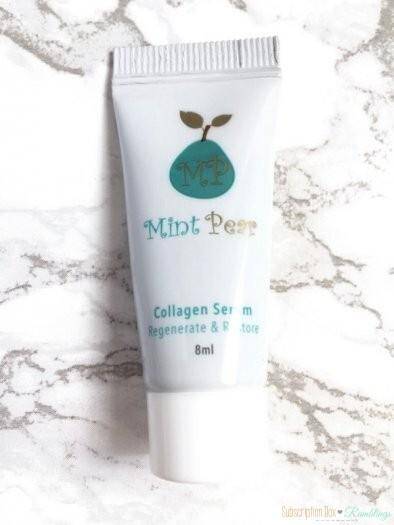 MP
Mint Pear
Collagen Serum
Regenerate & Restore
8ml
Subscription Box ♥ Ramblings